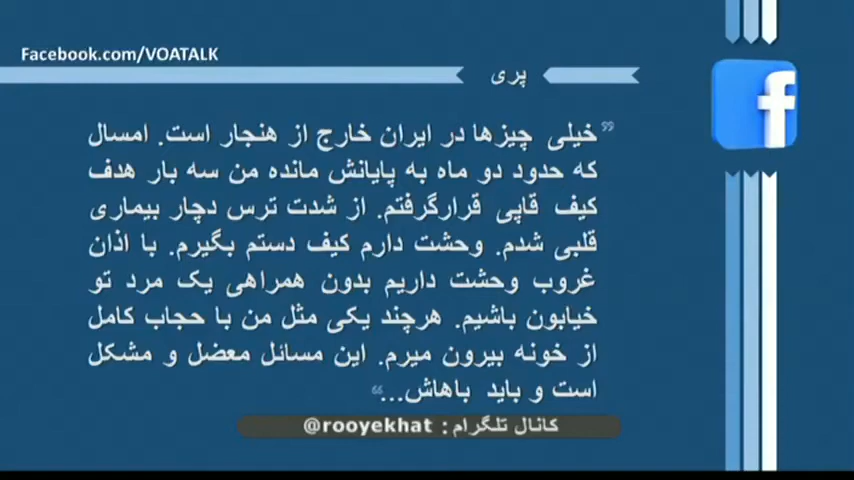 Facebook.com/VOATALK
پری
”خیلی چیزها در ایران خارج از هنجار است. امسال
که حدود دو ماه به پایانش مانده من سه بار هدف
کیف قاپی قرارگرفتم. از شدت ترس دچار بیماری
قلبی شدم. وحشت دارم کیف دستم بگیرم. با اذان
غروب وحشت داریم بدون همراهی یک مرد تو
خیابون باشیم. هرچند یکی مثل من با حجاب کامل
از خونه بیرون میرم. این مسائل معضل و مشکل
است و باید باهاش...“
کانال تلگرام : @rooyekhat